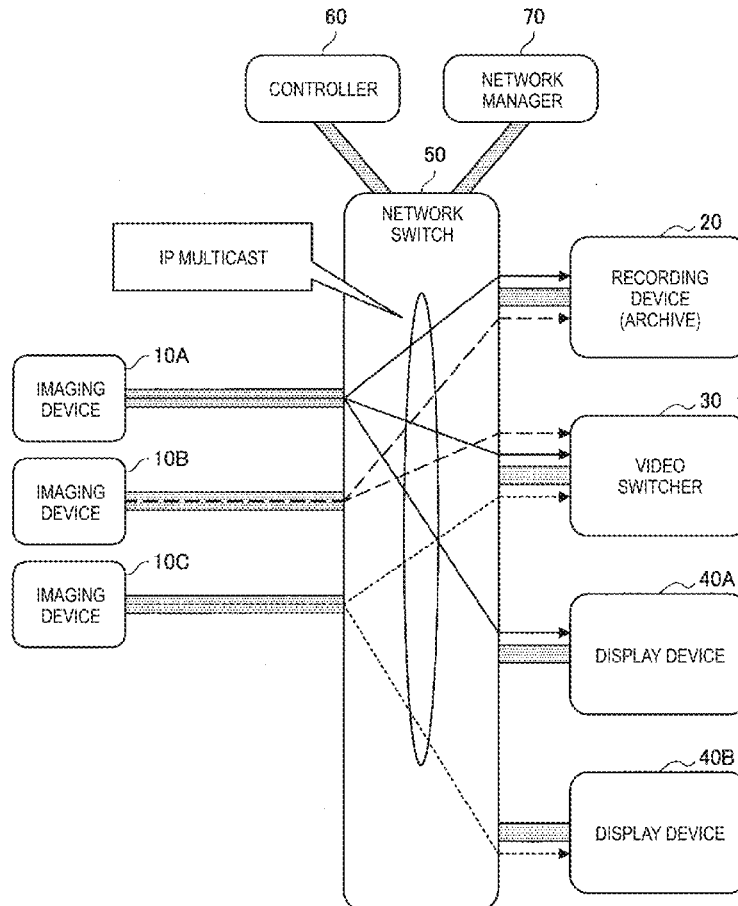 60
70
CONTROLLER
NETWORK
MANAGER
50
NETWORK
SWITCH
IP MULTICAST
20
RECORDING
DEVICE
(ARCHIVE)
10A
IMAGING
DEVICE
30
VIDEO
SWITCHER
10B
IMAGING
DEVICE
10C
IMAGING
DEVICE
40A
DISPLAY DEVICE
40B
DISPLAY DEVICE